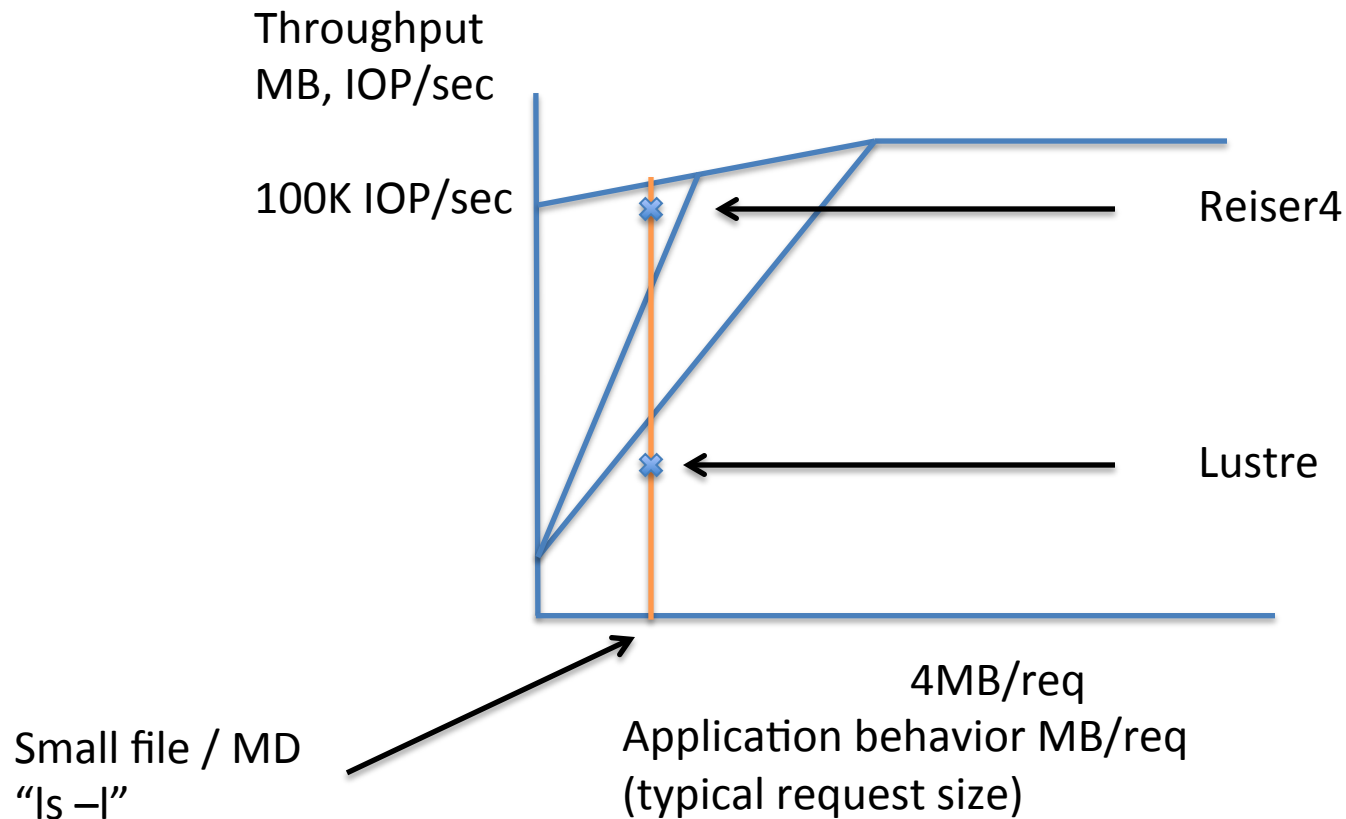 Throughput
MB, IOP/sec
100K IOP/sec
Reiser4
Lustre
4MB/req
Small file / MD
“ls –l”
Application behavior MB/req
(typical request size)